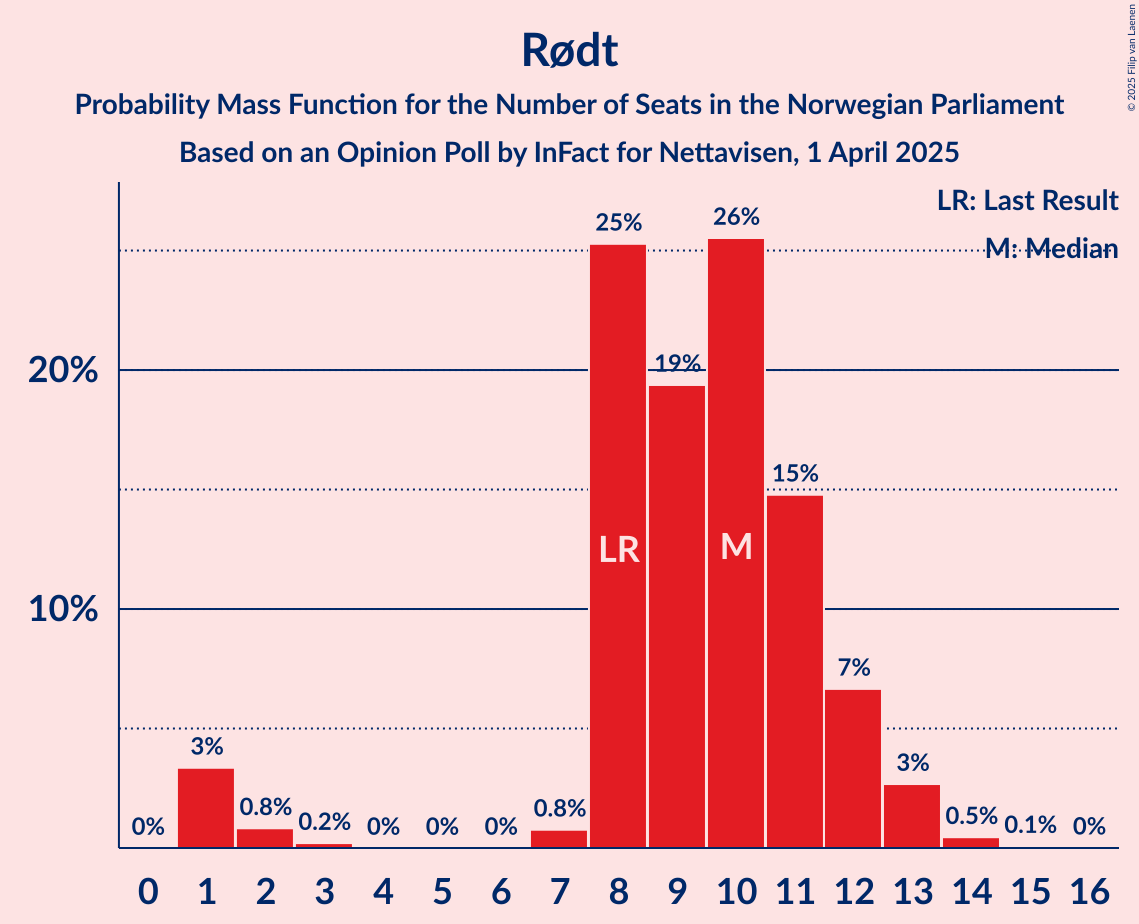 Rødt
Probability Mass Function for the Number of Seats in the Norwegian Parliament
Based on an Opinion Poll by InFact for Nettavisen, 1 April 2025
© 2025 Filip van Laenen
LR: Last Result
M: Median
20%
10%
0% 3% 0.8% 0.2% 0% 0% 0% 0.8% 25% 19% 26% 15% 7% 3% 0.5% 0.1% 0%
LR M
0 1 2 3 4 5 6 7 8 9 10 11 12 13 14 15 16